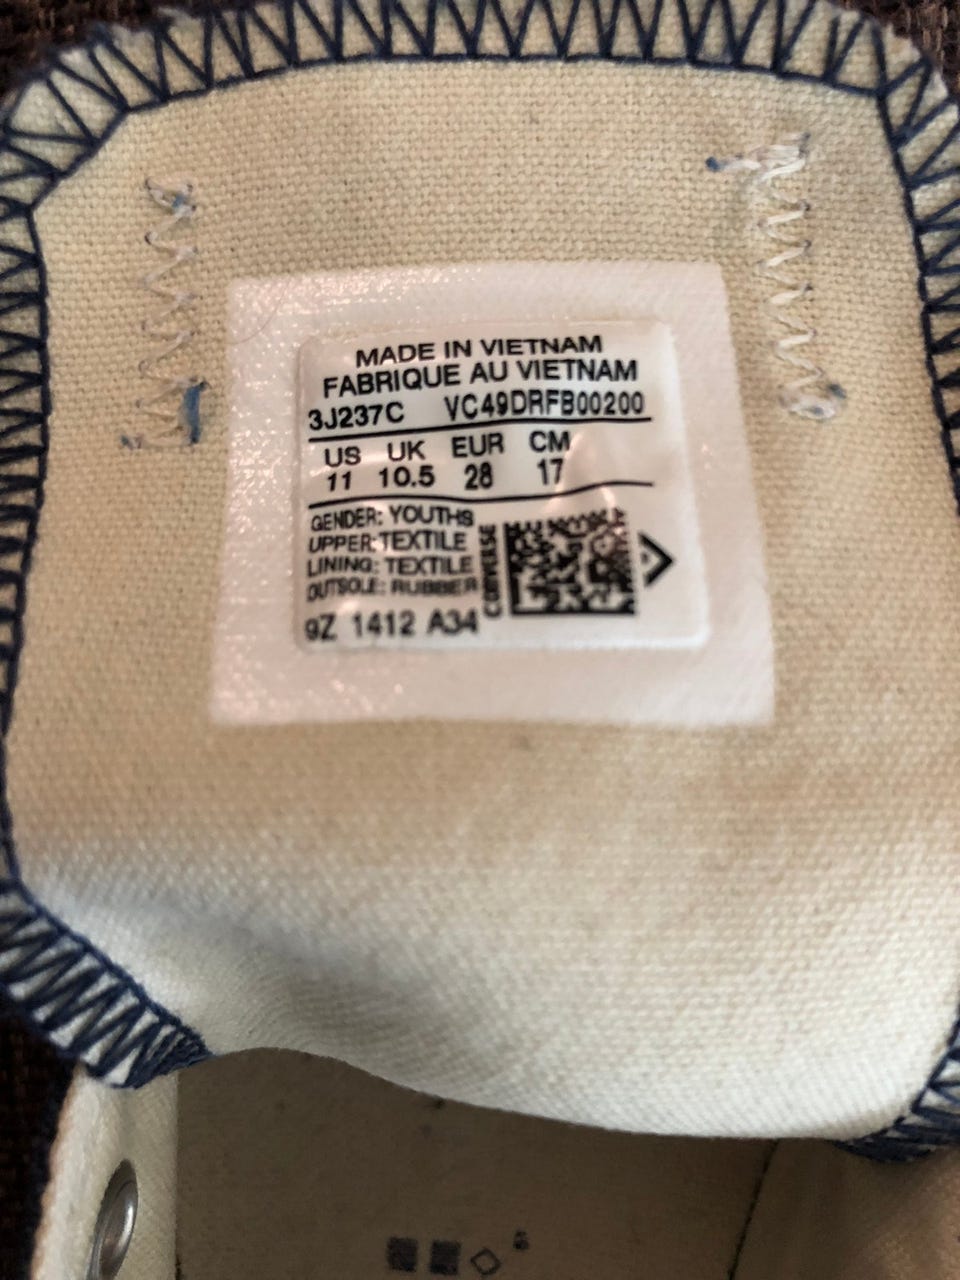 MADE IN VIETNAM
FABRIQUE AU VIETNAM
3J237C VC49DRFB00200
US UK EUR CM
11 10.5 28 17
GENDER: YOUTHS
UPPER: TEXTILE
LINING: TEXTILE
OUTSOLE: RUBBER
CONVERSE
9Z 1412 A34